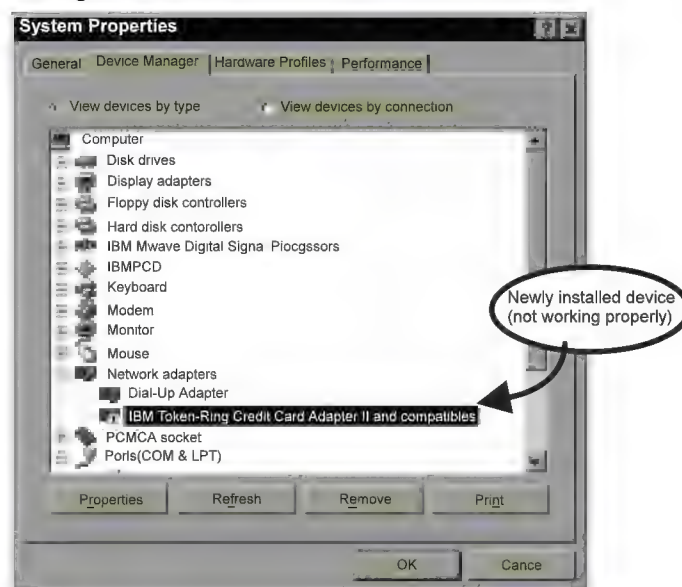 System Properties
General Device Manager Hardware Profiles Performance
View devices by type View devices by connection
Computer
Disk drives
Display adapters
Floppy disk controllers
Hard disk contorollers
IBM Mwave Digital Signa Piocgssors
IBMPCD
Keyboard
Modem
Monitor
Mouse
Network adapters
Dial-Up Adapter
IBM Token-Ring Credit Card Adapter II and compatibles
PCMCA socket
Poris(COM & LPT)
Newly installed device
(not working properly)
Properties Refresh Remove Print
OK Cance